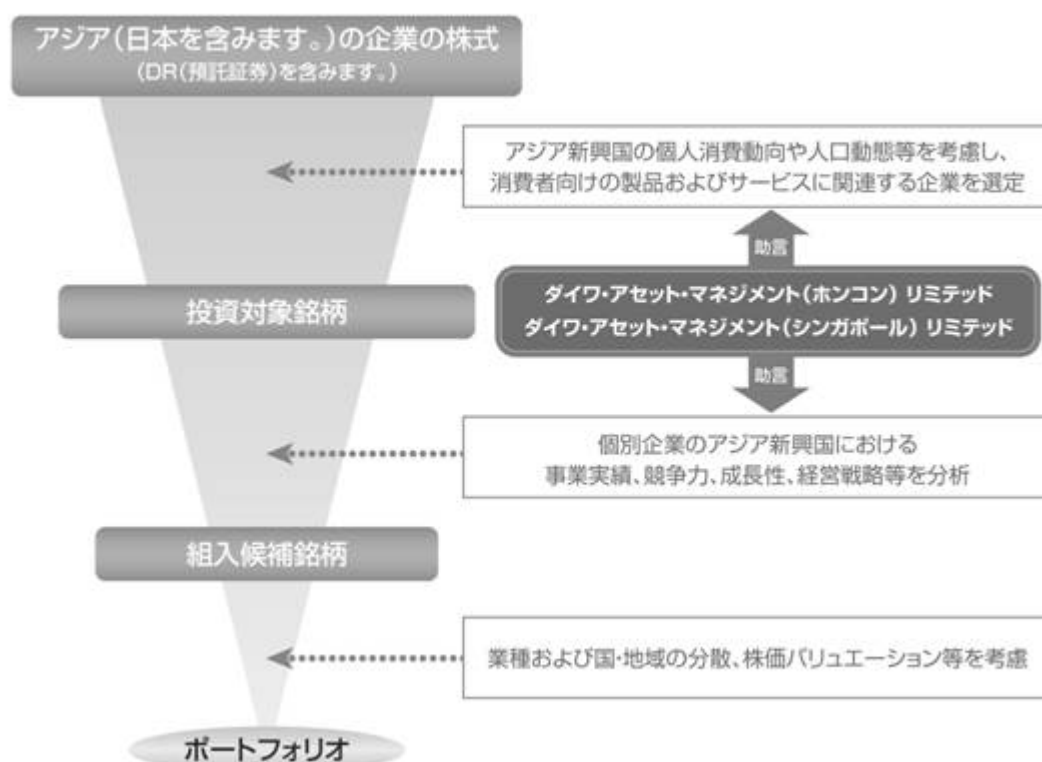 アジア(日本を含みます。)の企業の株式
(DR(預託証券)を含みます。)
アジア新興国の個人消費動向や人口動態等を考慮し、
消費者向けの製品およびサービスに関連する企業を選定
助言
投資対象銘柄
ダイワ・アセット・マネジメント(ホンコン) リミテッド
ダイワ・アセット・マネジメント(シンガポール) リミテッド
助言
個別企業のアジア新興国における
事業実績、競争力、成長性、経営戦略等を分析
組入候補銘柄
業種および国・地域の分散、株価バリュエーション等を考慮
ポートフォリオ